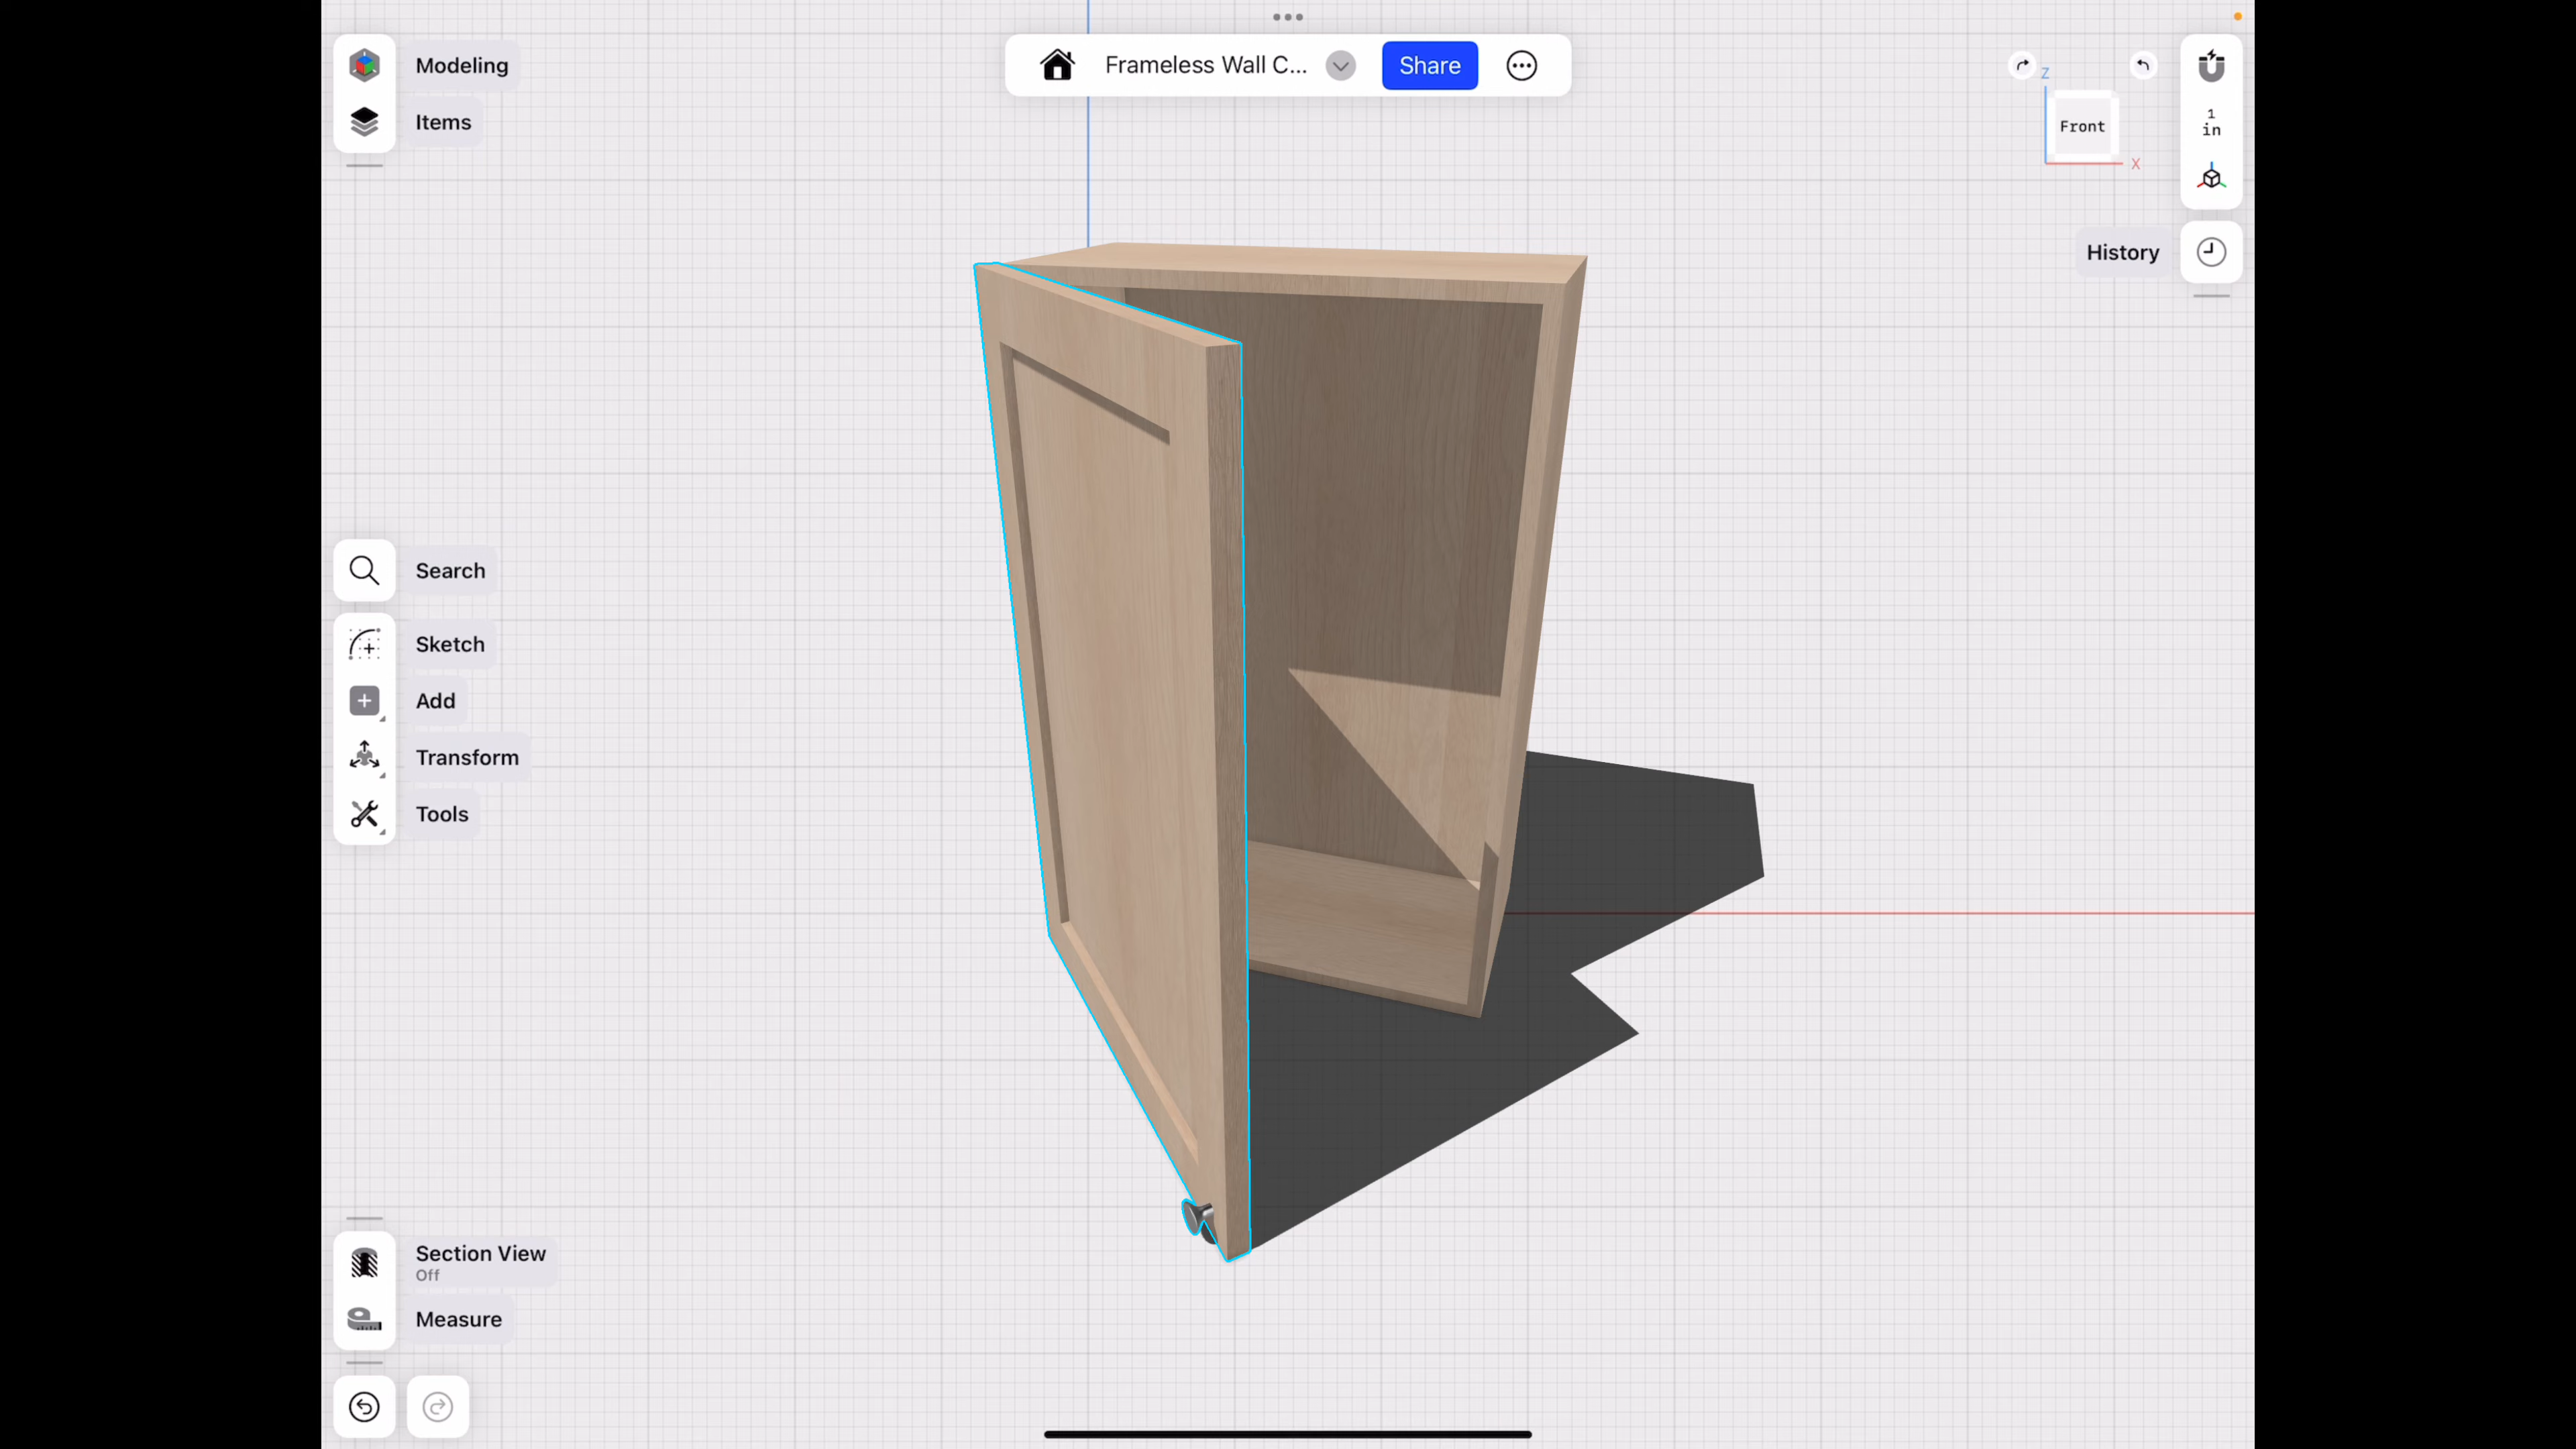 Modeling
Items
Frameless Wall C...
Share
Z
Front
X
1
in
History
Search
Sketch
Add
Transform
Tools
Section View
Off
Measure